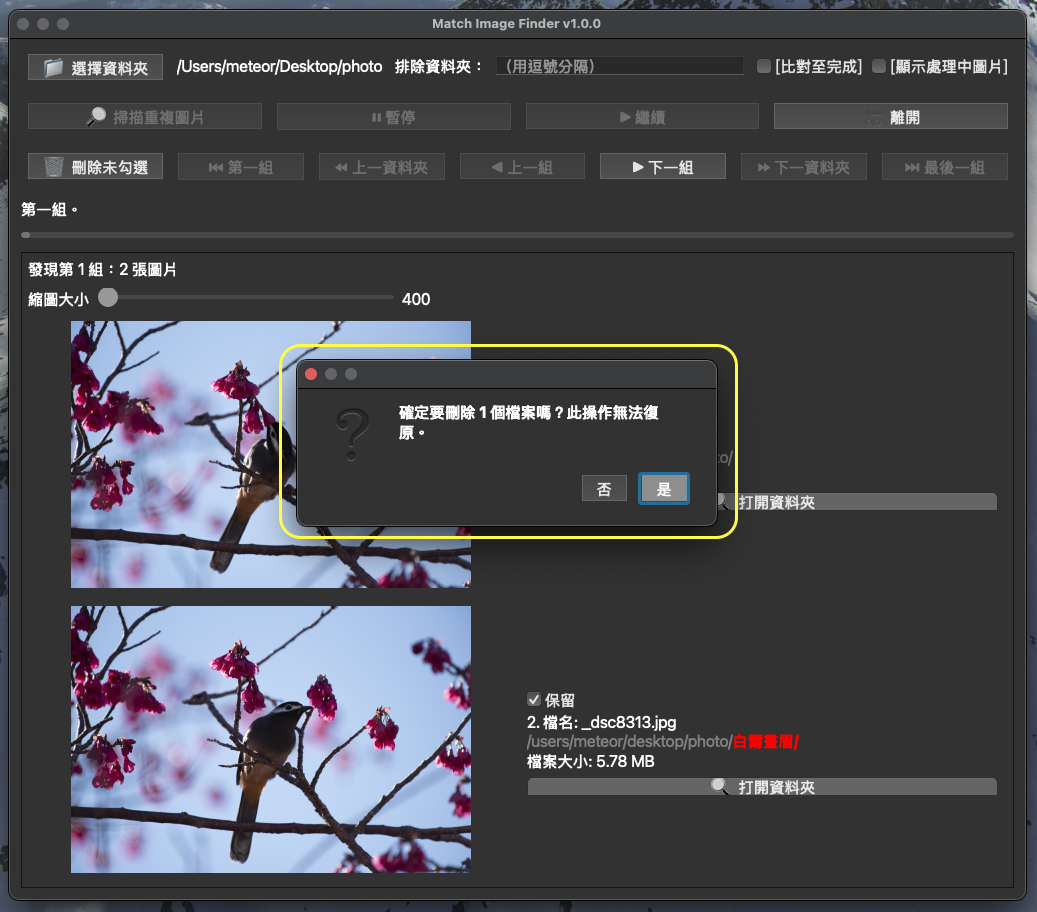 Match Image Finder v1.0.0
選擇資料夾 /Users/meteor/Desktop/photo 排除資料夾： (用逗號分隔) [比對至完成] [顯示處理中圖片]
掃描重複圖片 暫停 繼續 離開
刪除未勾選 第一組 上一資料夾 上一組 下一組 下一資料夾 最後一組
第一組。
發現第 1 組：2 張圖片
縮圖大小 400
確定要刪除 1 個檔案嗎？此操作無法復
原。
否 是
to/
打開資料夾
保留
2. 檔名: _dsc8313.jpg
/users/meteor/desktop/photo/白爾畫眉/
檔案大小: 5.78 MB
打開資料夾